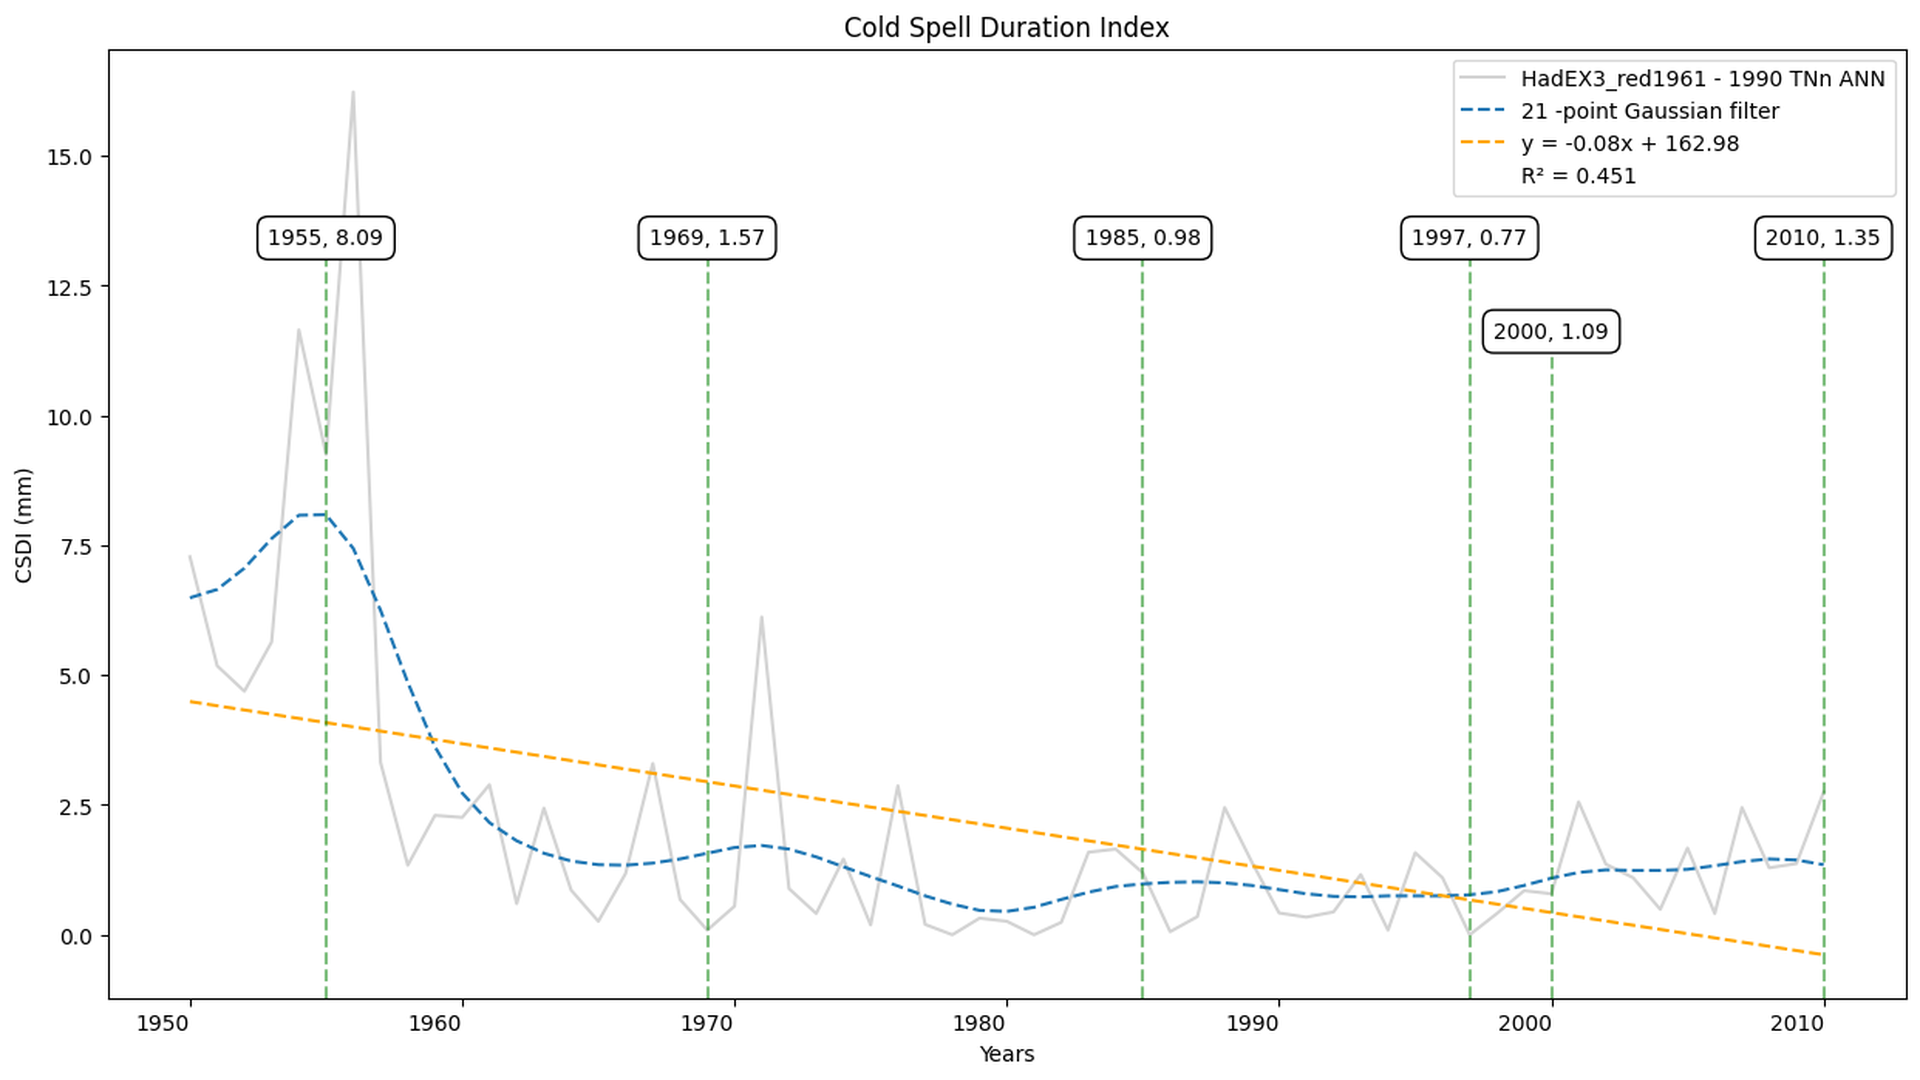 Cold Spell Duration Index
HadEX3_red1961 - 1990 TNn ANN
21 -point Gaussian filter
y = -0.08x + 162.98
R² = 0.451
1955, 8.09
1969, 1.57
1985, 0.98
1997, 0.77
2010, 1.35
2000, 1.09
CSDI (mm)
15.0
12.5
10.0
7.5
5.0
2.5
0.0
1950 1960 1970 1980 1990 2000 2010
Years